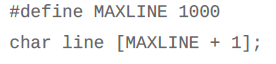 #define MAXLINE 1000
char line [MAXLINE + 1];